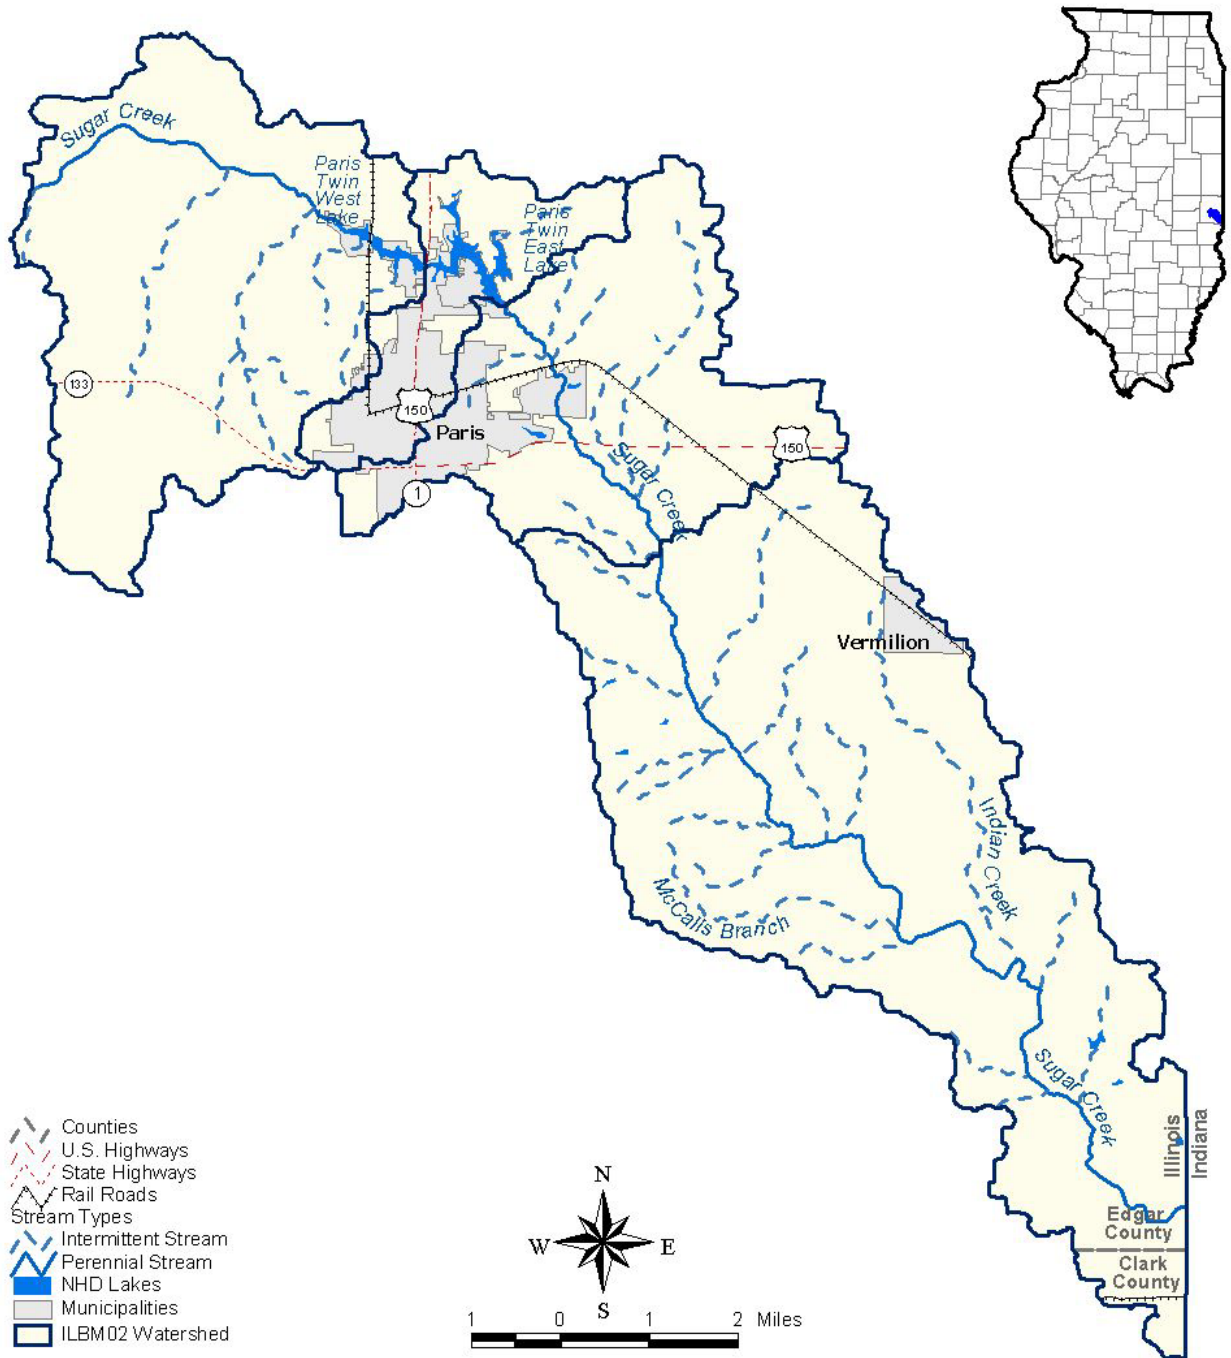 Sugar Creek
Paris
Twin
West
Lake
Paris
Twin
East
Lake
133
150
Paris
150
1
Sugar Creek
Vermilion
Indian Creek
McCalls Branch
Sugar Creek
Illinois
Indiana
Edgar
County
Clark
County
Counties
U.S. Highways
State Highways
Rail Roads
Stream Types
Intermittent Stream
Perennial Stream
NHD Lakes
Municipalities
ILBM02 Watershed
N
W E
S
1 0 1 2 Miles